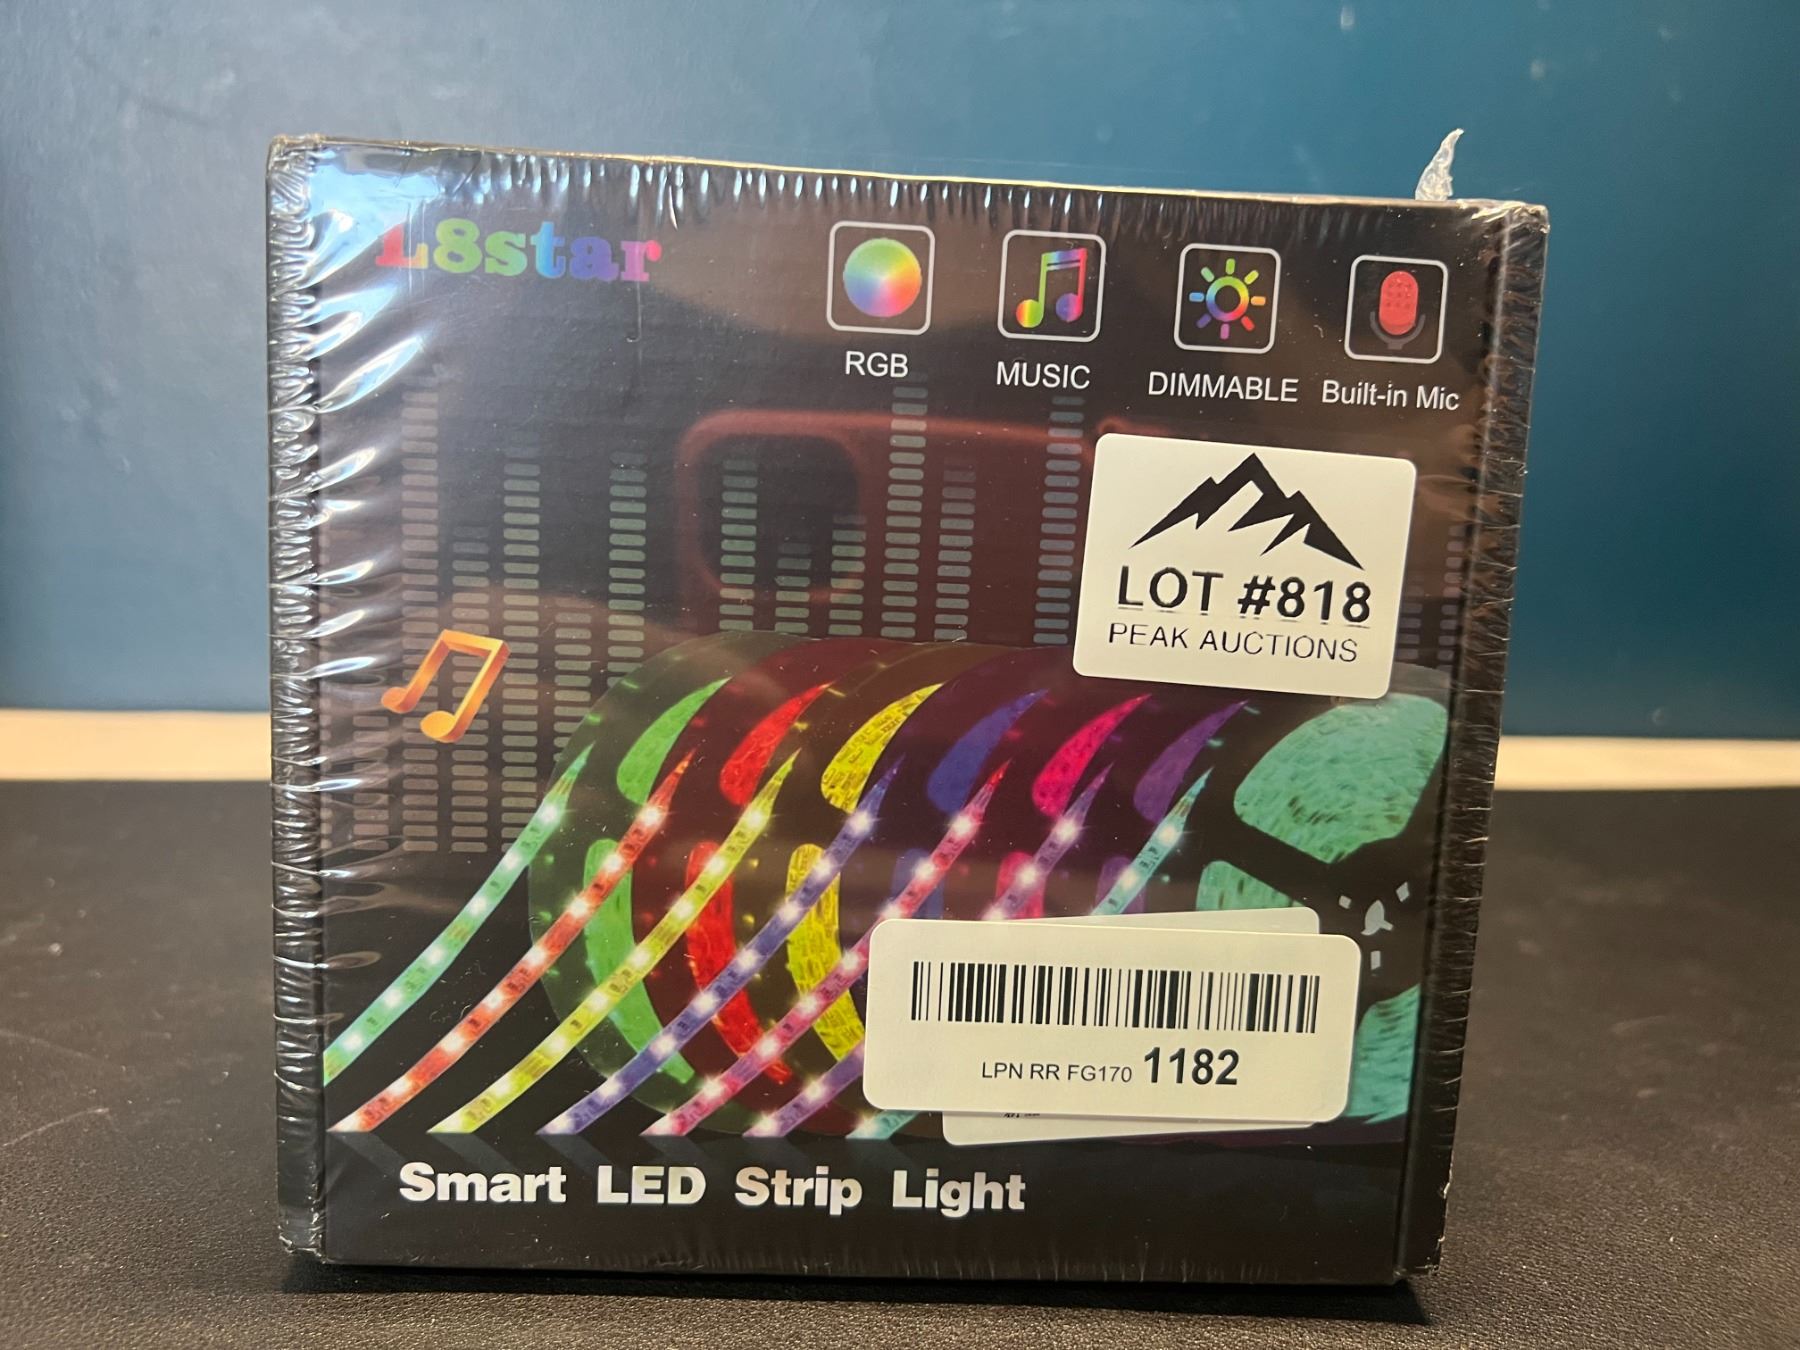 L8star
RGB
MUSIC
DIMMABLE
Built-in Mic
LOT #818
PEAK AUCTIONS
LPN RR FG170 1182
Smart LED Strip Light